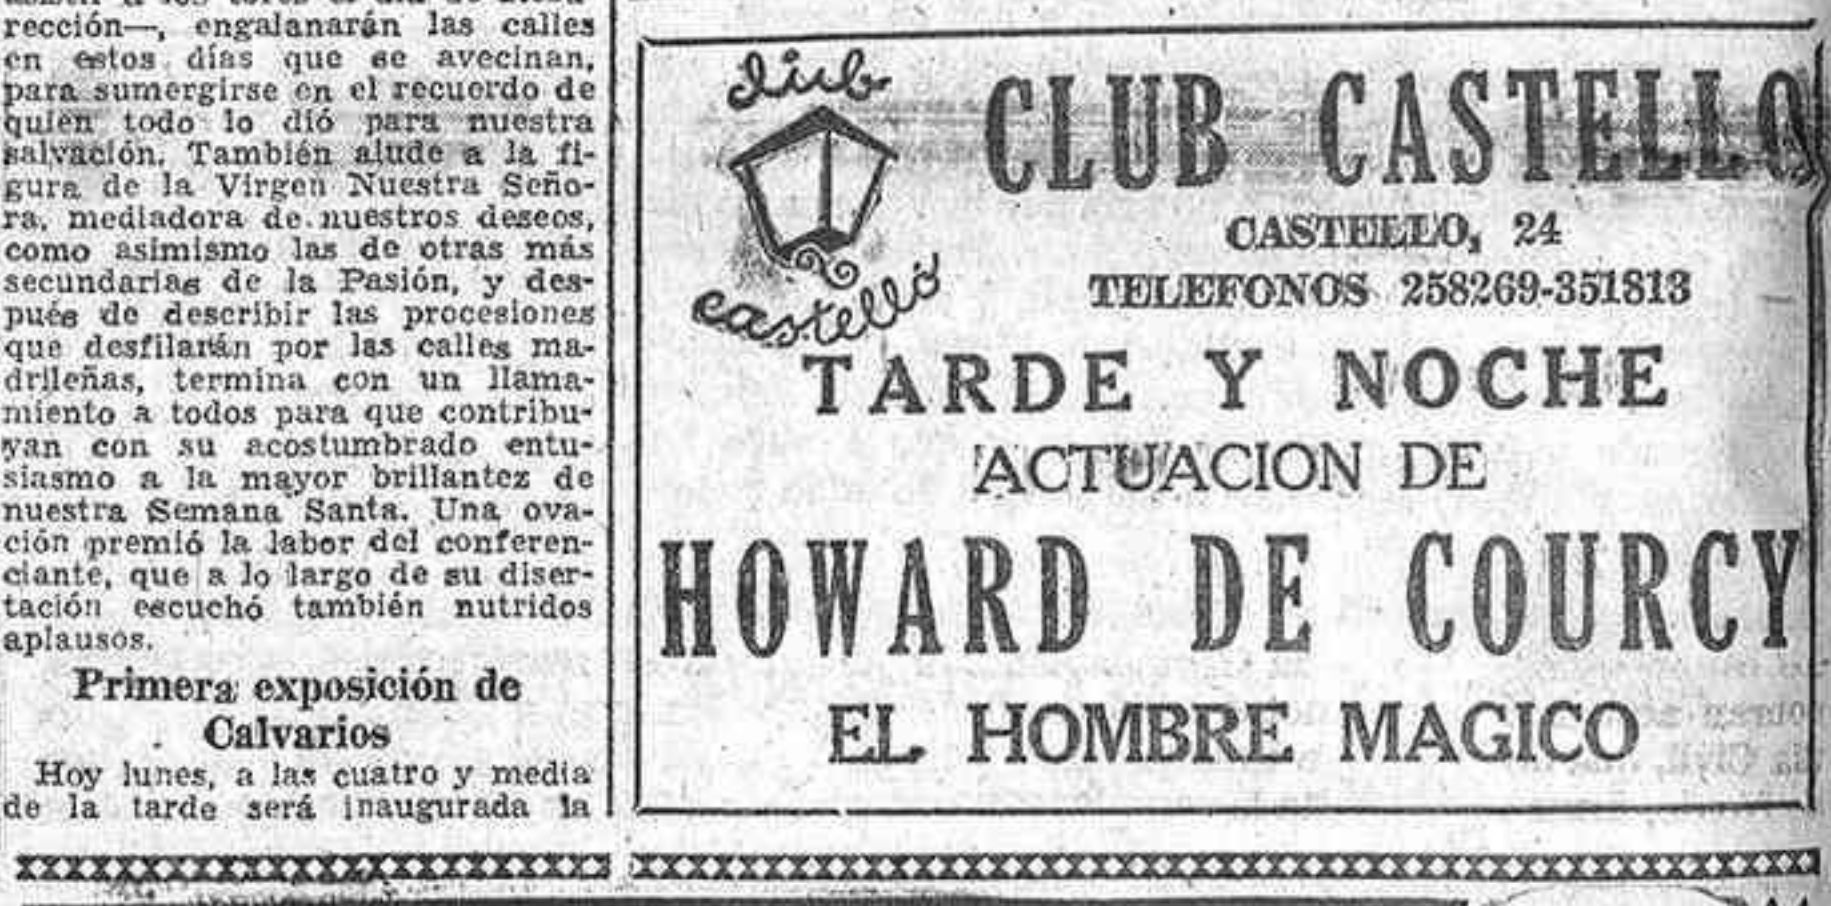 rección—, engalanarán las calles
en estos días que se avecinan,
para sumergirse en el recuerdo de
quien todo lo dió para nuestra
salvación. También alude a la fi-
gura de la Virgen Nuestra Seño-
ra, mediadora de nuestros deseos,
como asimismo las de otras más
secundarias de la Pasión, y des-
pués de describir las procesiones
que desfilarán por las calles ma-
drileñas, termina con un llama-
miento a todos para que contribu-
yan con su acostumbrado entu-
siasmo a la mayor brillantez de
nuestra Semana Santa. Una ova-
ción premió la labor del conferen-
ciante, que a lo largo de su diser-
tación escuchó también nutridos
aplausos.
Primera exposición de
Calvarios
Hoy lunes, a las cuatro y media
de la tarde será inaugurada la
club
castelló
CLUB CASTELLO
CASTELLO, 24
TELEFONOS 258269-351813
TARDE Y NOCHE
ACTUACION DE
HOWARD DE COURCY
EL HOMBRE MAGICO